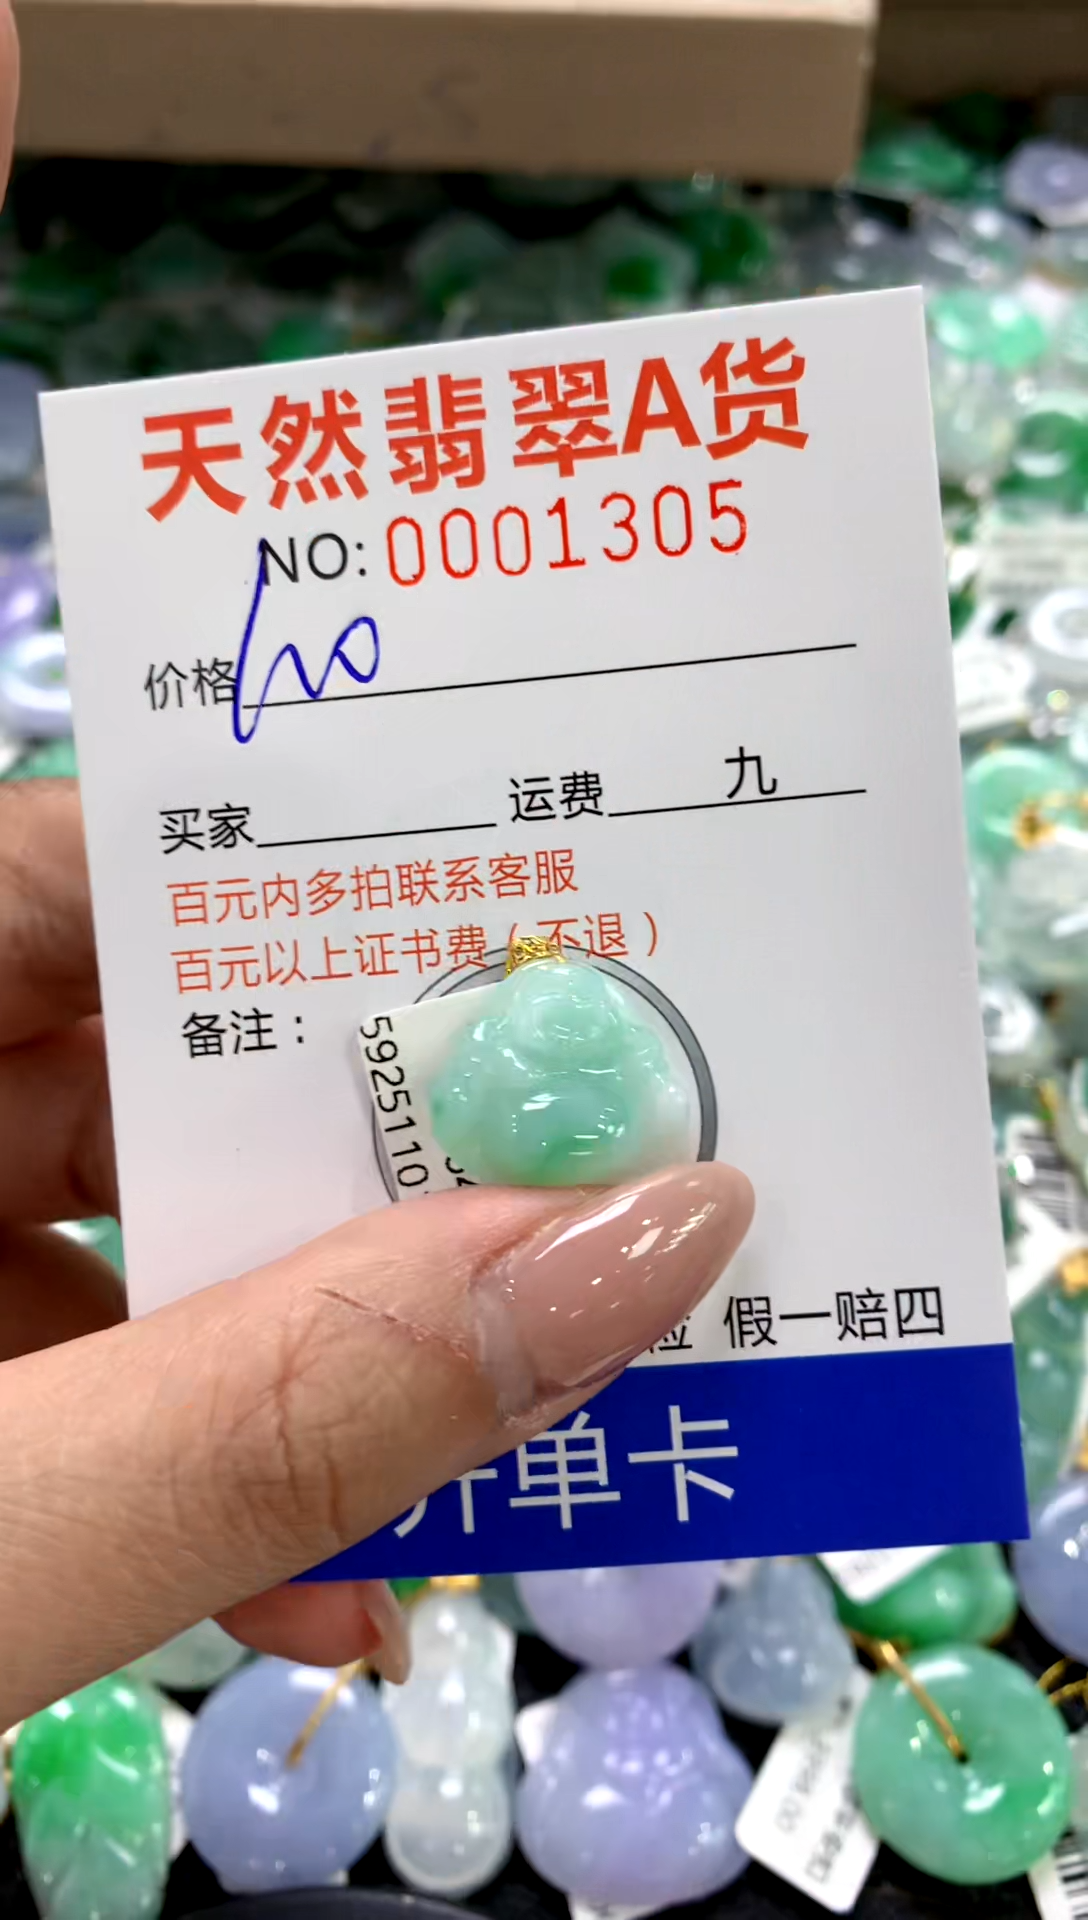 天然翡翠A货
NO: 0001305
价格
买家 运费 九
百元内多拍联系客服
百元以上证书费(不退)
备注:
5925110
假一赔四
开单卡